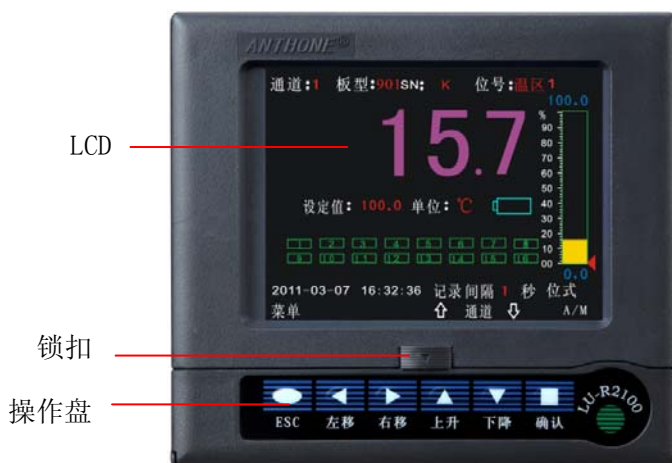 ANTHONE
通道:1 板型:901SN: K 位号:温区1
100.0
%
90
80
70
60
50
40
30
20
10
00
15.7
LCD
设定值:100.0 单位:℃
1 2 3 4 5 6 7 8
9 10 11 12 13 14 15 16
0.0
2011-03-07 16:32:36 记录间隔 1 秒 位式
菜单 通道 A/M
锁扣
操作盘
ESC 左移 右移 上升 下降 确认
LU-R2100